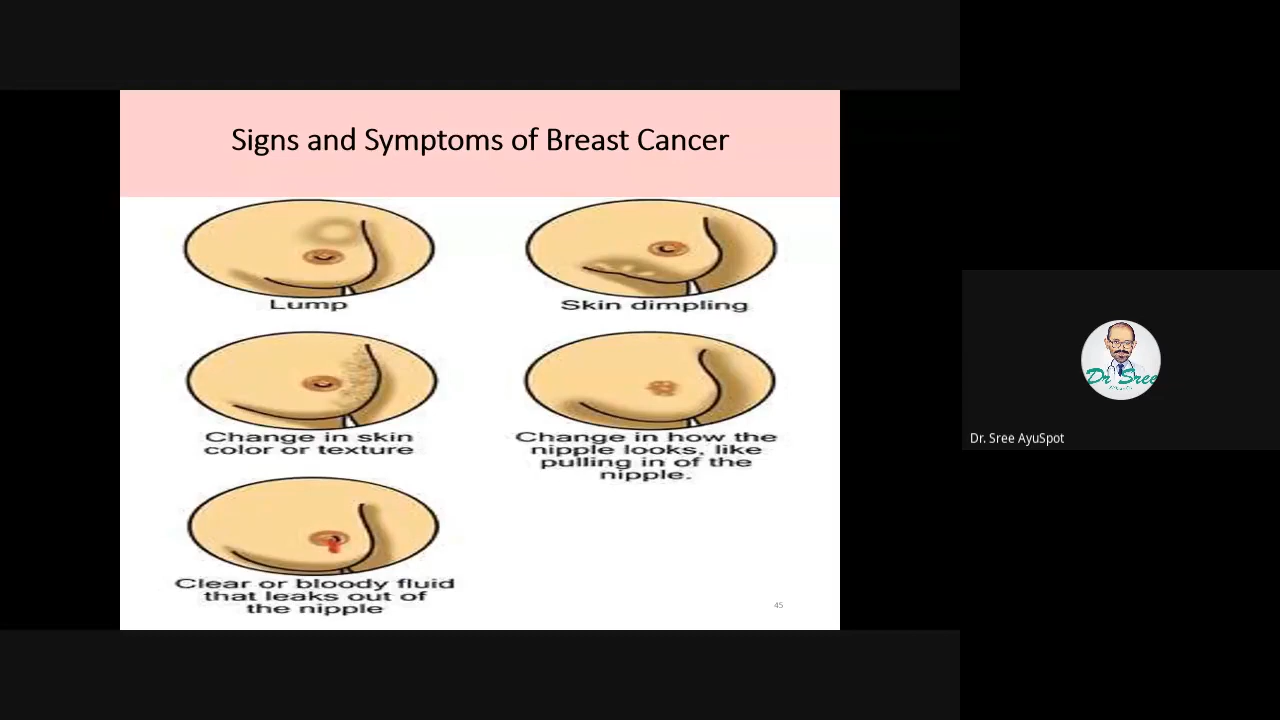 Signs and Symptoms of Breast Cancer
Lump
Skin dimpling
Change in skin
color or texture
Change in how the
nipple looks, like
pulling in of the
nipple.
Clear or bloody fluid
that leaks out of
the nipple
45
Dr Sree
Dr. Sree AyuSpot